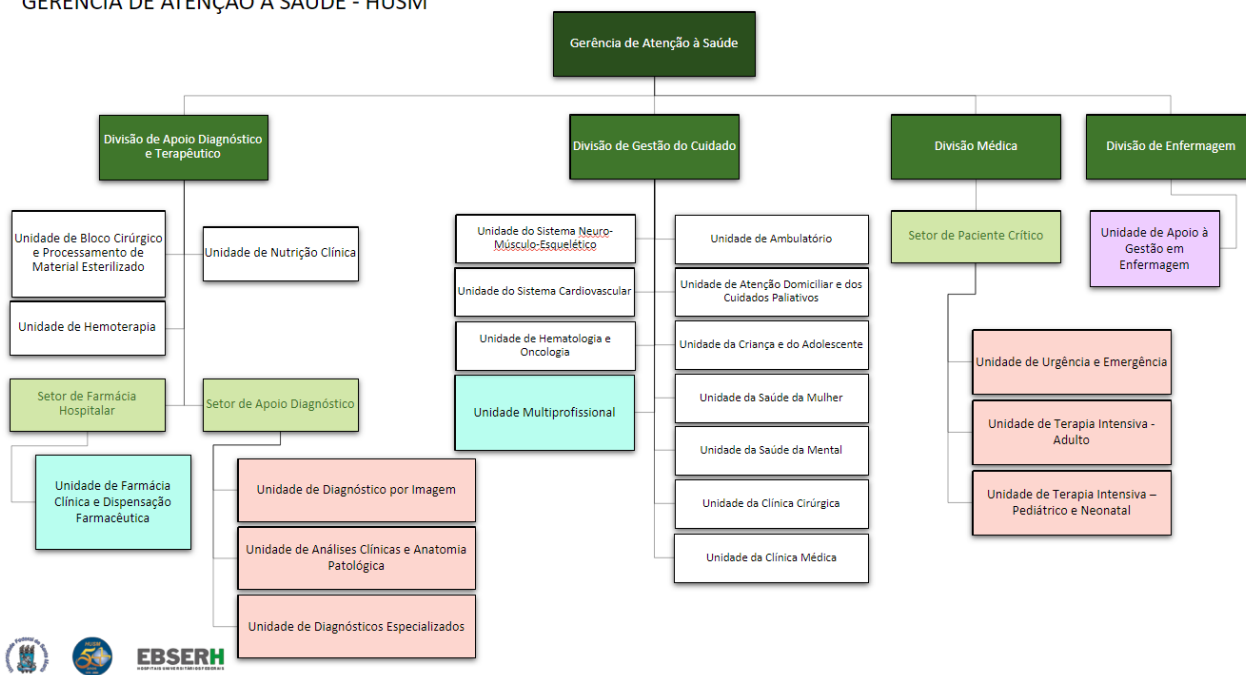 GERÊNCIA DE ATENÇÃO À SAÚDE - HUSM
Gerência de Atenção à Saúde
Divisão de Apoio Diagnóstico
e Terapêutico
Divisão de Gestão do Cuidado
Divisão Médica
Divisão de Enfermagem
Unidade de Bloco Cirúrgico
e Processamento de
Material Esterilizado
Unidade de Nutrição Clínica
Unidade de Hemoterapia
Setor de Farmácia
Hospitalar
Setor de Apoio Diagnóstico
Unidade de Farmácia
Clínica e Dispensação
Farmacêutica
Unidade de Diagnóstico por Imagem
Unidade de Análises Clínicas e Anatomia
Patológica
Unidade de Diagnósticos Especializados
Unidade do Sistema Neuro-
Músculo-Esquelético
Unidade do Sistema Cardiovascular
Unidade de Hematologia e
Oncologia
Unidade Multiprofissional
Unidade de Ambulatório
Unidade de Atenção Domiciliar e dos
Cuidados Paliativos
Unidade da Criança e do Adolescente
Unidade da Saúde da Mulher
Unidade da Saúde da Mental
Unidade da Clínica Cirúrgica
Unidade da Clínica Médica
Setor de Paciente Crítico
Unidade de Urgência e Emergência
Unidade de Terapia Intensiva -
Adulto
Unidade de Terapia Intensiva –
Pediátrico e Neonatal
Unidade de Apoio à
Gestão em
Enfermagem
EBSERH
HOSPITAIS UNIVERSITÁRIOS FEDERAIS